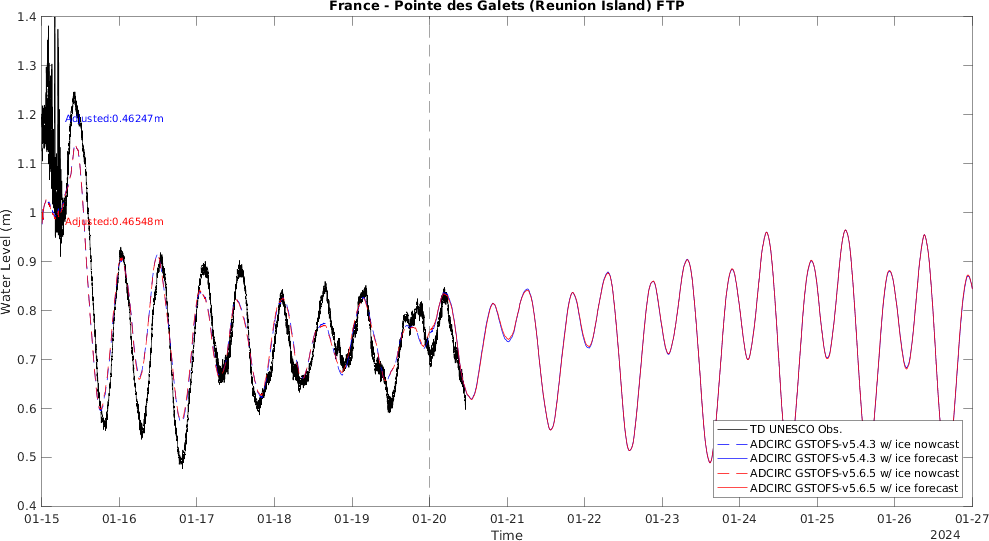 France - Pointe des Galets (Reunion Island) FTP
Water Level (m)
1.4
1.3
1.2
1.1
1
0.9
0.8
0.7
0.6
0.5
0.4
Adjusted:0.46247m
Adjusted:0.46548m
TD UNESCO Obs.
ADCIRC GSTOFS-v5.4.3 w/ ice nowcast
ADCIRC GSTOFS-v5.4.3 w/ ice forecast
ADCIRC GSTOFS-v5.6.5 w/ ice nowcast
ADCIRC GSTOFS-v5.6.5 w/ ice forecast
01-15 01-16 01-17 01-18 01-19 01-20 01-21 01-22 01-23 01-24 01-25 01-26 01-27
Time
2024